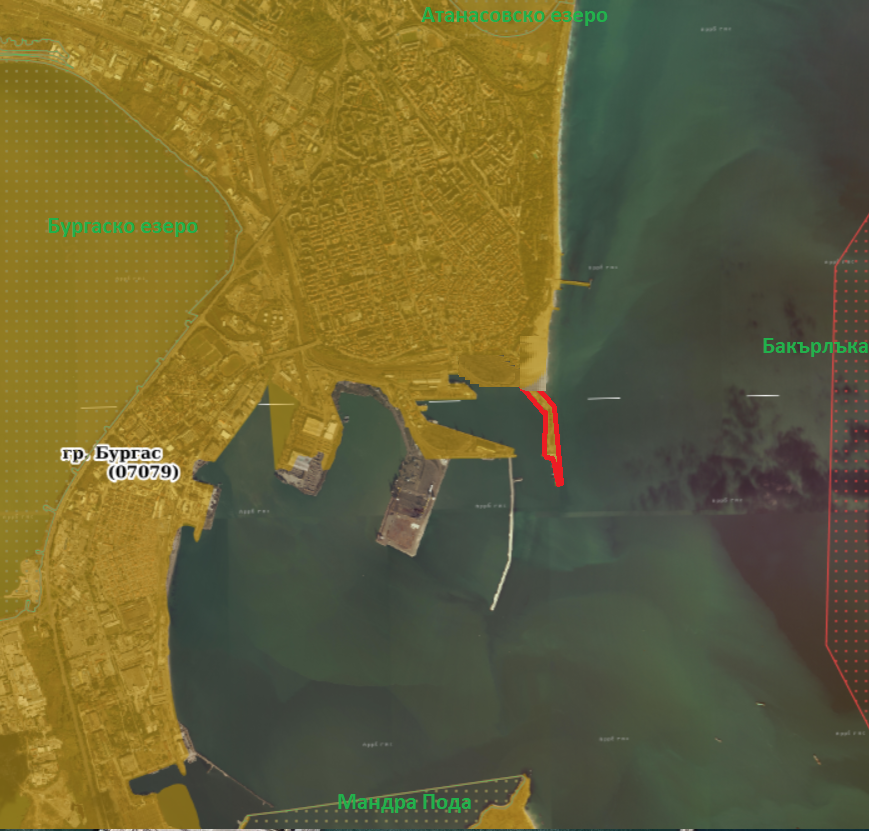 Атанасовско езеро
Бургаско езеро
Бакърлъка
гр. Бургас
(07079)
Мандра Пода